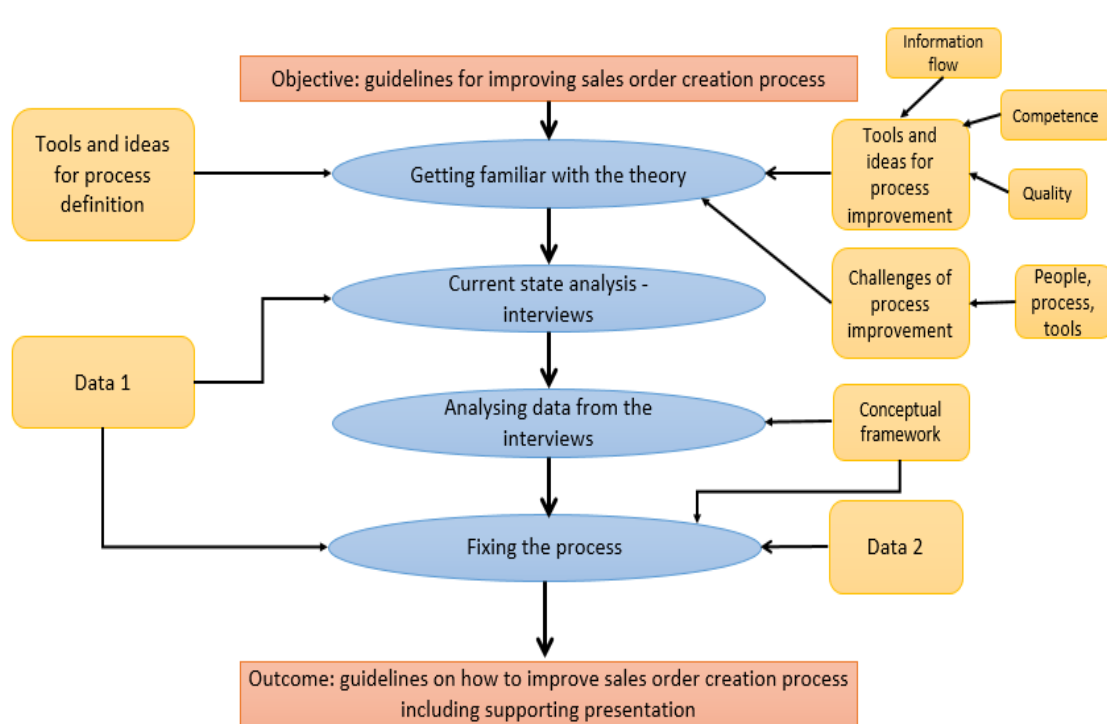 Information
flow
Objective: guidelines for improving sales order creation process
Competence
Tools and ideas
for process
definition
Getting familiar with the theory
Tools and
ideas for
process
improvement
Quality
Current state analysis -
interviews
Challenges of
process
improvement
People,
process,
tools
Data 1
Analysing data from the
interviews
Conceptual
framework
Fixing the process
Data 2
Outcome: guidelines on how to improve sales order creation process
including supporting presentation